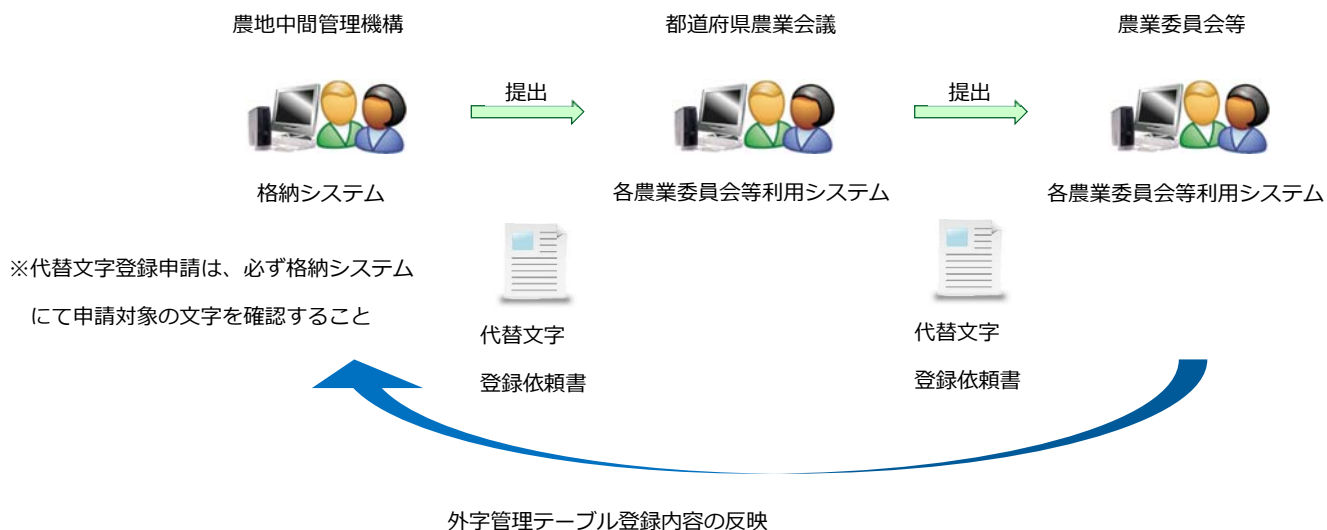 農地中間管理機構
都道府県農業会議
農業委員会等
提出
提出
格納システム
各農業委員会等利用システム
各農業委員会等利用システム
※代替文字登録申請は、必ず格納システム
にて申請対象の文字を確認すること
代替文字
登録依頼書
代替文字
登録依頼書
外字管理テーブル登録内容の反映